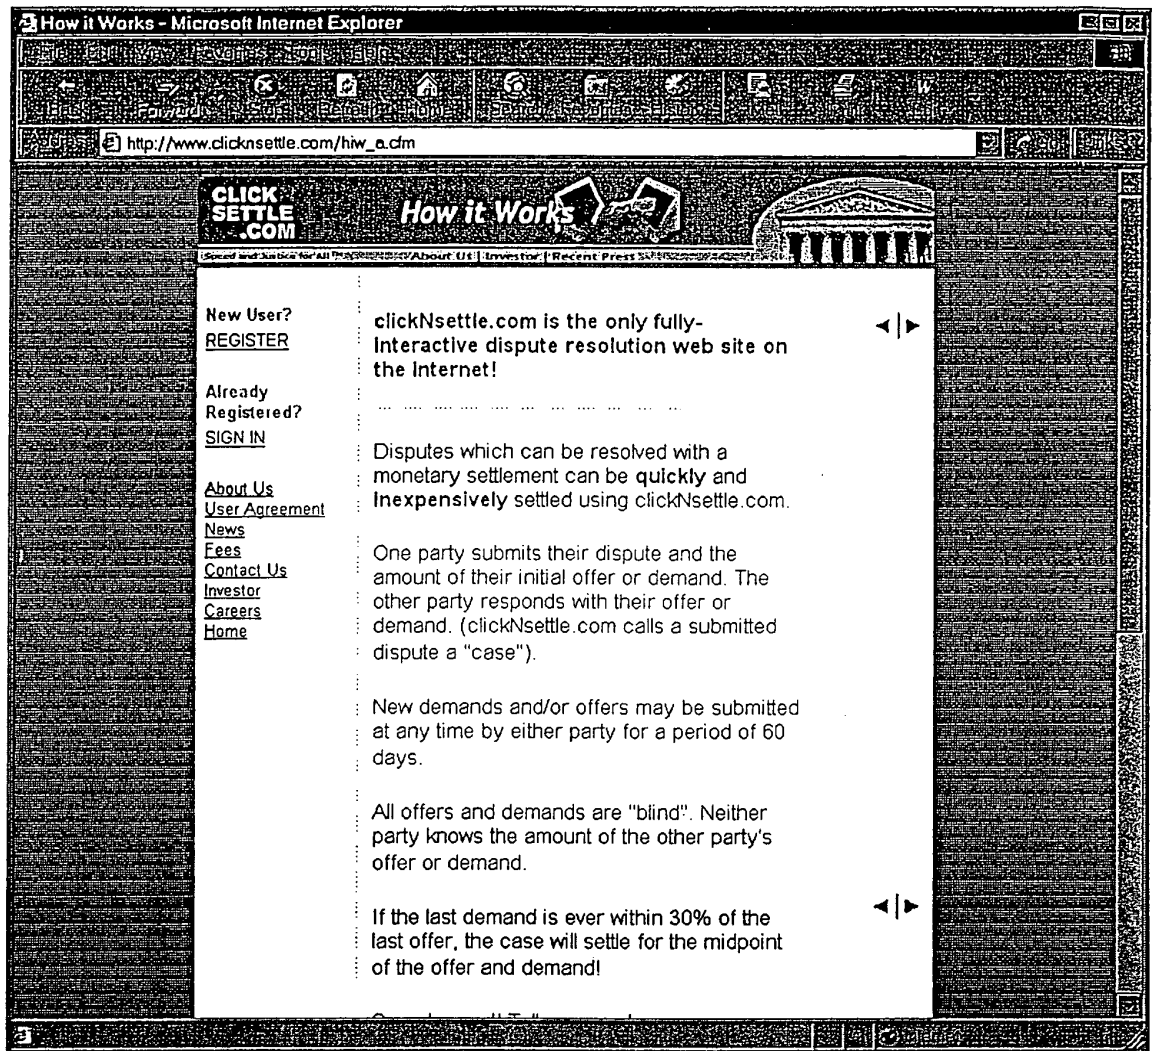 How it Works - Microsoft Internet Explorer
http://www.clicknsettle.com/hiw_a.cfm
CLICK
SETTLE
.COM
How it Works
Speed and Justice for All About Us | Investor | Recent Press
New User?
REGISTER
Already
Registered?
SIGN IN
About Us
User Agreement
News
Fees
Contact Us
Investor
Careers
Home
clickNsettle.com is the only fully-
interactive dispute resolution web site on
the Internet!
Disputes which can be resolved with a
monetary settlement can be quickly and
inexpensively settled using clickNsettle.com.
One party submits their dispute and the
amount of their initial offer or demand. The
other party responds with their offer or
demand. (clickNsettle.com calls a submitted
dispute a "case").
New demands and/or offers may be submitted
at any time by either party for a period of 60
days.
All offers and demands are "blind". Neither
party knows the amount of the other party's
offer or demand.
If the last demand is ever within 30% of the
last offer, the case will settle for the midpoint
of the offer and demand!